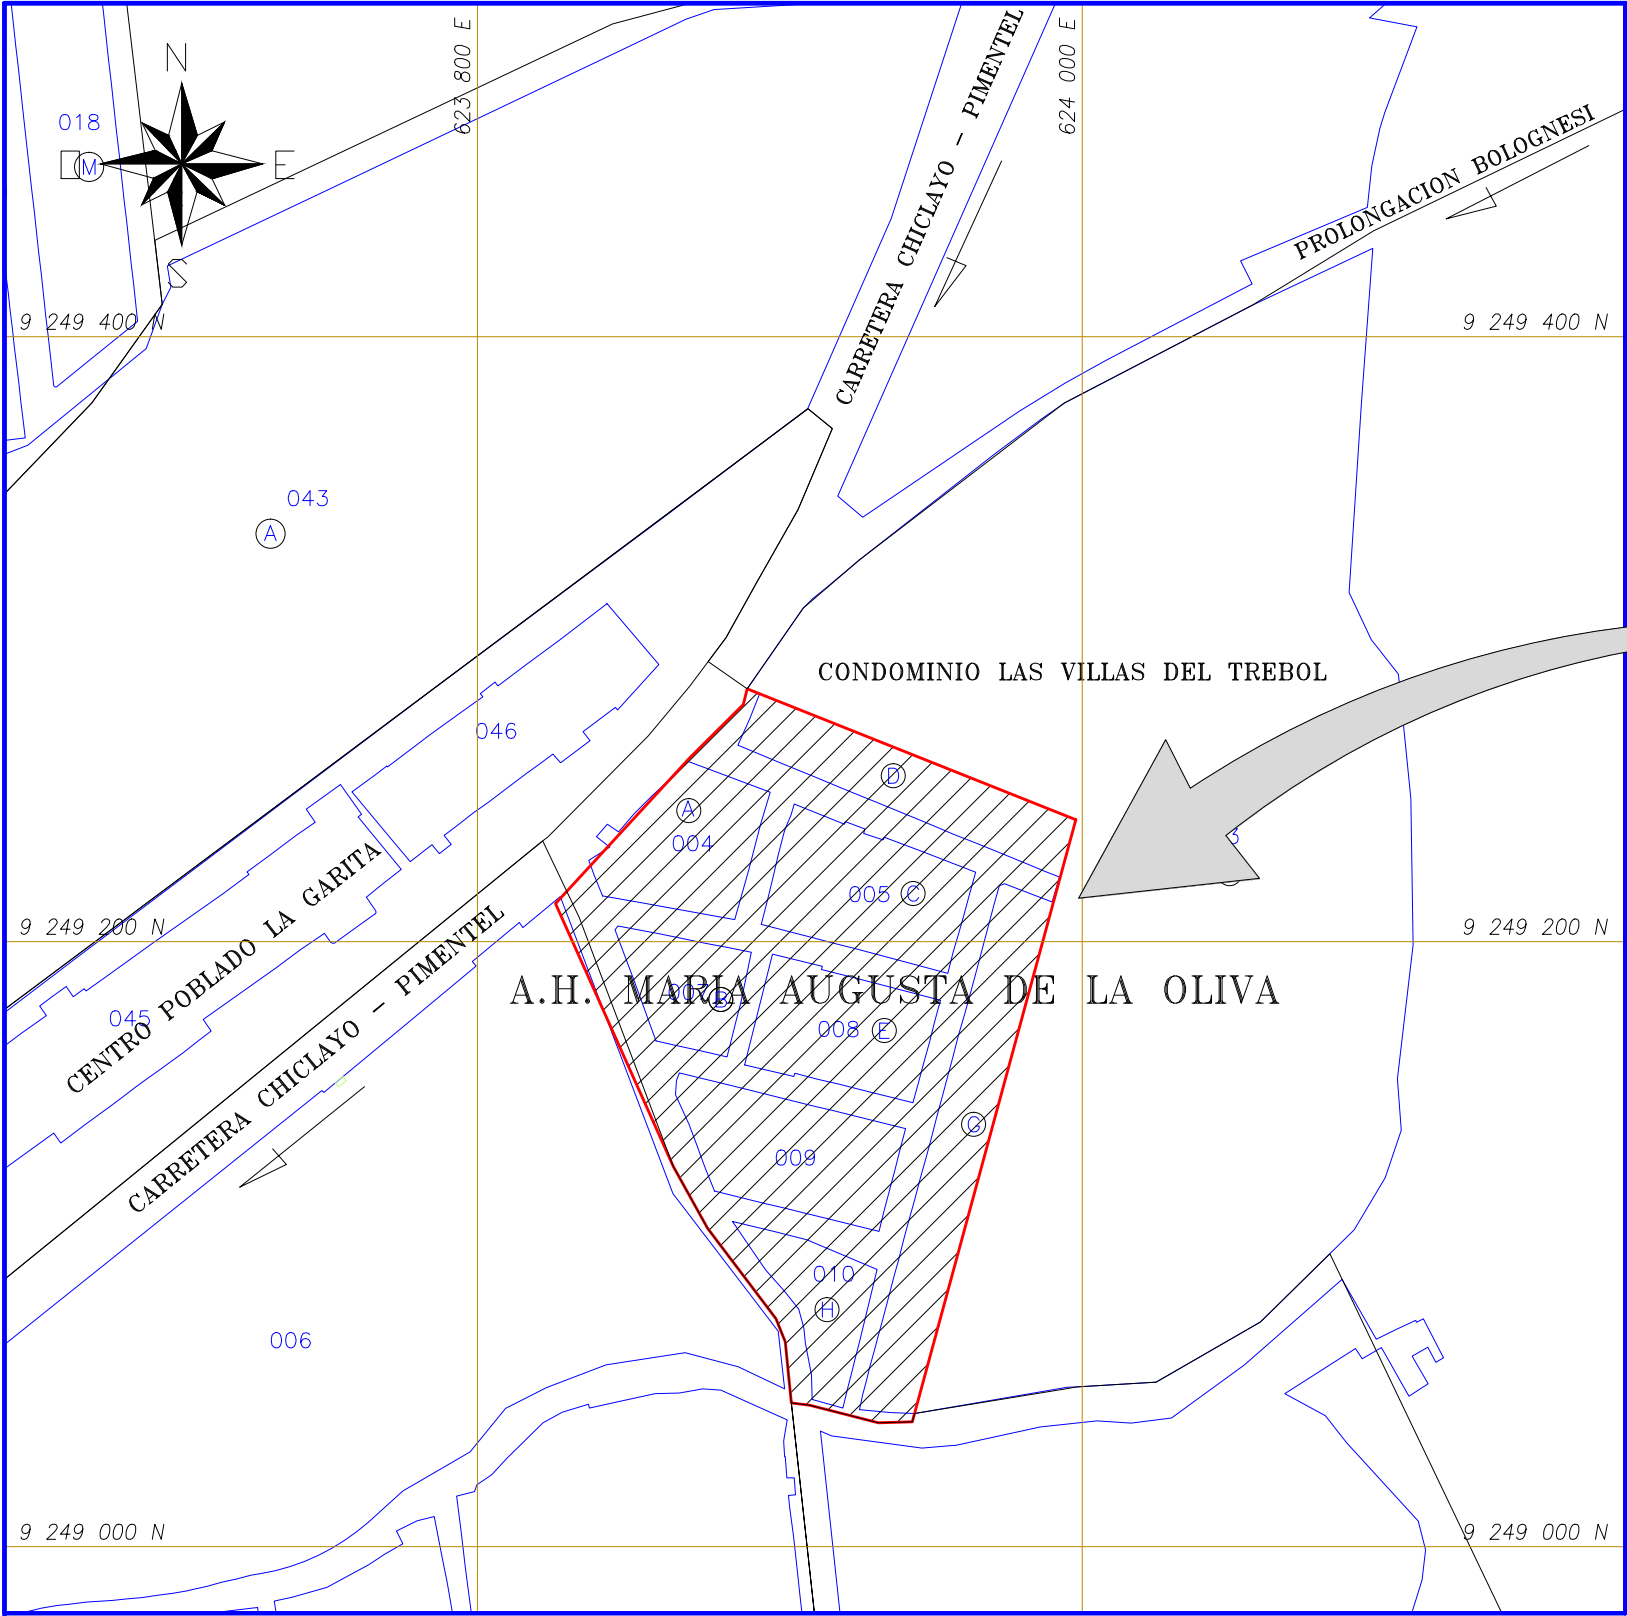 623 800 E
624 000 E
CARRETERA CHICLAYO - PIMENTEL
PROLONGACION BOLOGNESI
N
018
M
E
S
9 249 400 N
9 249 400 N
043
A
CONDOMINIO LAS VILLAS DEL TREBOL
046
D
A
004
3
005 C
CENTRO POBLADO LA GARITA
CARRETERA CHICLAYO - PIMENTEL
9 249 200 N
9 249 200 N
A.H. MARIA AUGUSTA DE LA OLIVA
007 B
045
008 E
G
009
010
H
006
9 249 000 N
9 249 000 N